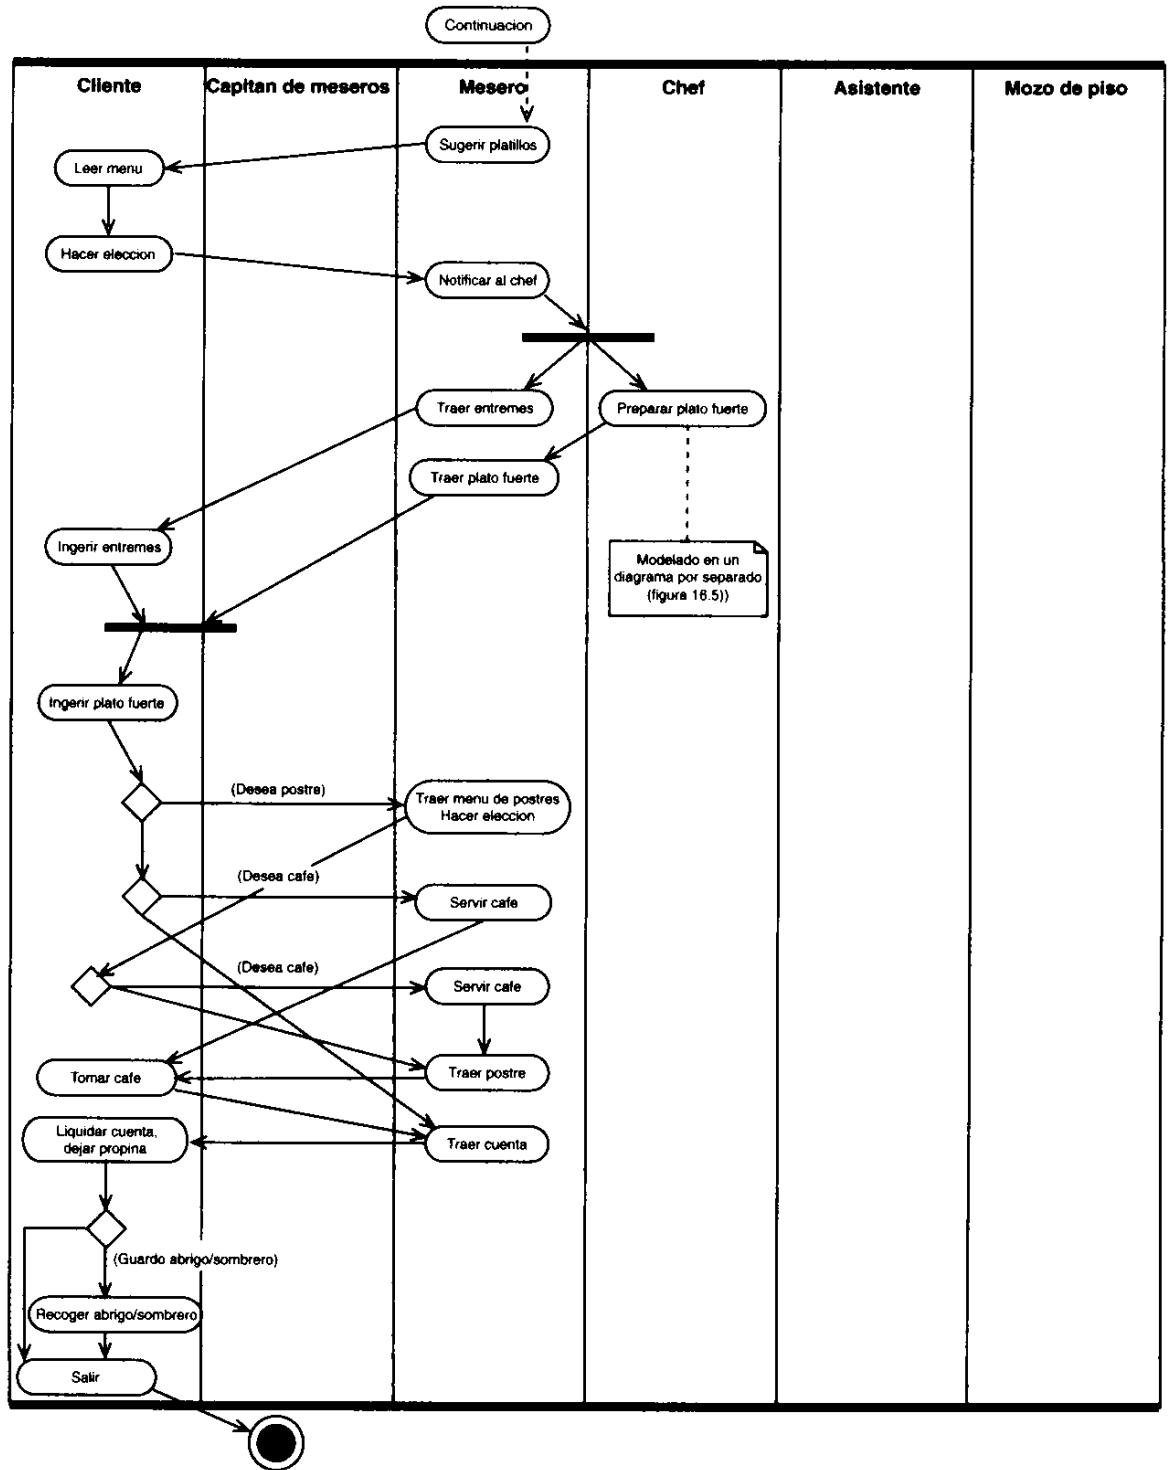 Continuacion
Cliente
Capitan de meseros
Mesero
Chef
Asistente
Mozo de piso
Sugerir platillos
Leer menu
Hacer eleccion
Notificar al chef
Traer entremes
Preparar plato fuerte
Traer plato fuerte
Ingerir entremes
Modelado en un
diagrama por separado
(figura 16.5))
Ingerir plato fuerte
(Desea postre)
Traer menu de postres
Hacer eleccion
(Desea cafe)
Servir cafe
(Desea cafe)
Servir cafe
Tomar cafe
Traer postre
Liquidar cuenta,
dejar propina
Traer cuenta
(Guardo abrigo/sombrero)
Recoger abrigo/sombrero
Salir